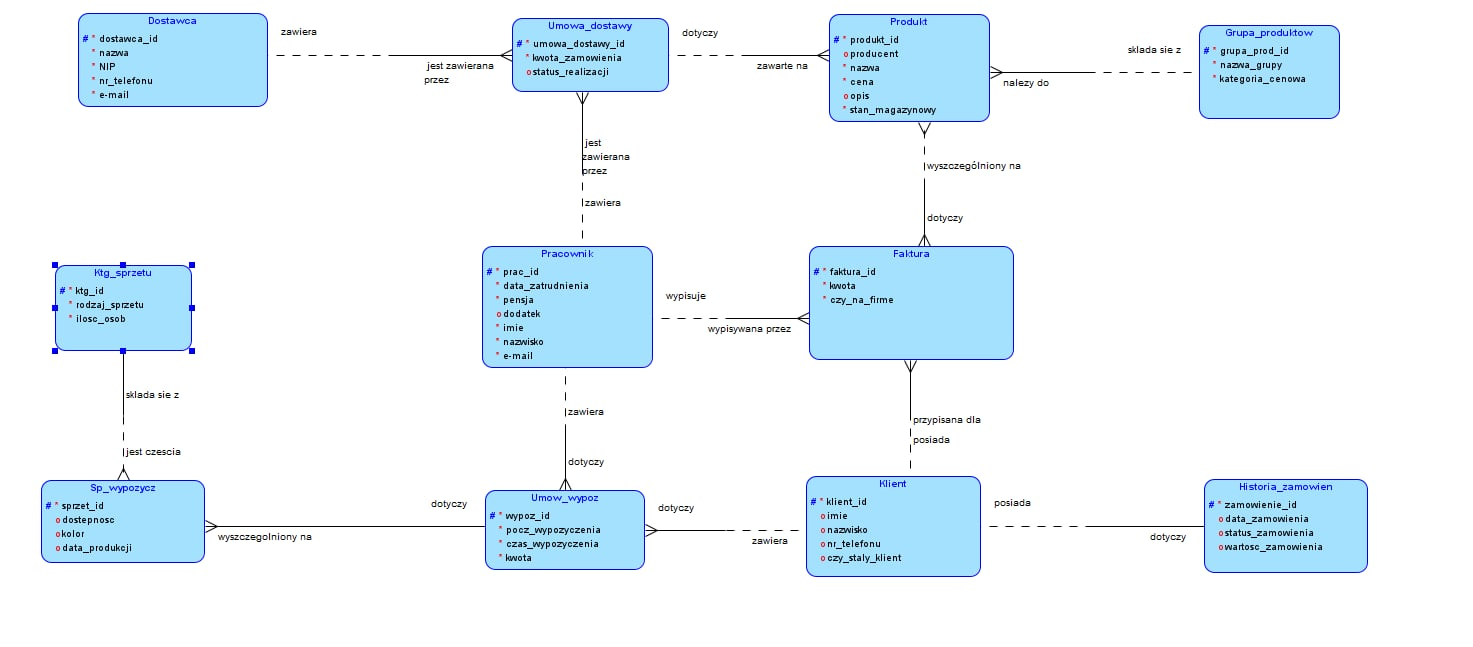 Dostawca
# * dostawca_id
* nazwa
* NIP
* nr_telefonu
* e-mail
zawiera
jest zawierana
przez
Umowa_dostawy
# * umowa_dostawy_id
* kwota_zamowienia
o status_realizacji
dotyczy
zawarte na
Produkt
# * produkt_id
o producent
* nazwa
* cena
o opis
* stan_magazynowy
nalezy do
sklada sie z
Grupa_produktow
# * grupa_prod_id
* nazwa_grupy
* kategoria_cenowa
jest
zawierana
przez
zawiera
wyszczególniony na
dotyczy
Ktg_sprzetu
# * ktg_id
* rodzaj_sprzetu
* ilosc_osob
Pracownik
# * prac_id
* data_zatrudnienia
* pensja
o dodatek
* imie
* nazwisko
* e-mail
wypisuje
wypisywana przez
Faktura
# * faktura_id
* kwota
* czy_na_firme
sklada sie z
jest czescia
zawiera
dotyczy
przypisana dla
posiada
Sp_wypozycz
# * sprzet_id
o dostepnosc
o kolor
o data_produkcji
wyszczegolniony na
dotyczy
Umow_wypoz
# * wypoz_id
* pocz_wypozyczenia
* czas_wypozyczenia
* kwota
dotyczy
zawiera
Klient
# * klient_id
o imie
o nazwisko
o nr_telefonu
o czy_staly_klient
posiada
dotyczy
Historia_zamowien
# * zamowienie_id
o data_zamowienia
o status_zamowienia
o wartosc_zamowienia